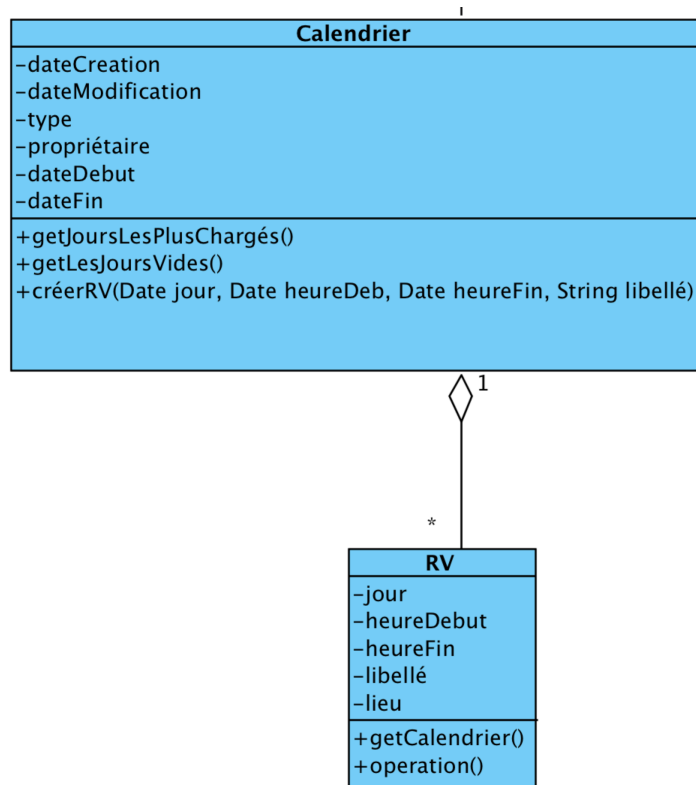 Calendrier
-dateCreation
-dateModification
-type
-propriétaire
-dateDebut
-dateFin
+getJoursLesPlusChargés()
+getLesJoursVides()
+créerRV(Date jour, Date heureDeb, Date heureFin, String libellé)
1
*
RV
-jour
-heureDebut
-heureFin
-libellé
-lieu
+getCalendrier()
+operation()